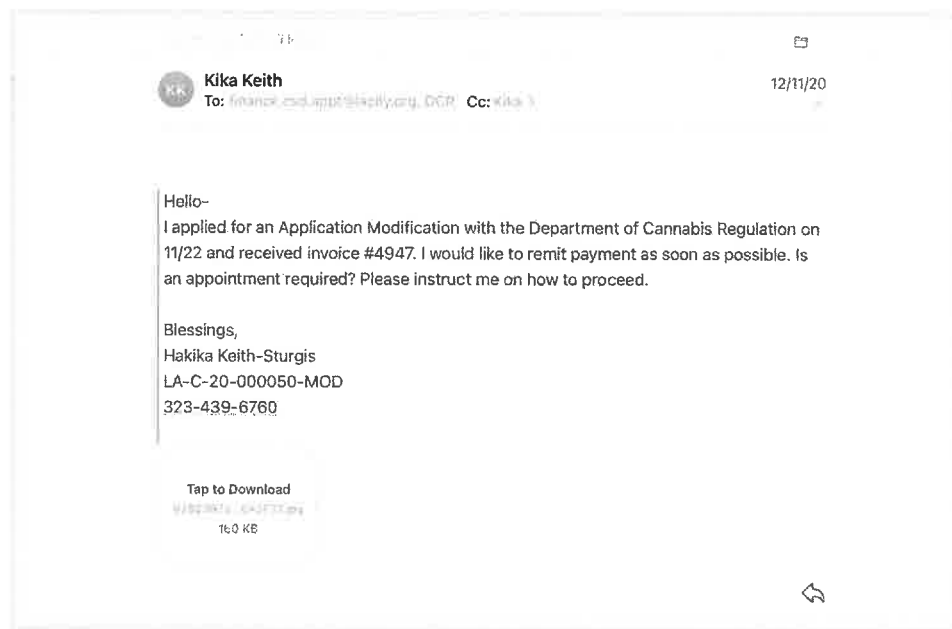 KK
Kika Keith
12/11/20
To: Cc:
Hello-
I applied for an Application Modification with the Department of Cannabis Regulation on
11/22 and received invoice #4947. I would like to remit payment as soon as possible. Is
an appointment required? Please instruct me on how to proceed.
Blessings,
Hakika Keith-Sturgis
LA-C-20-000050-MOD
323-439-6760
Tap to Download
160 KB